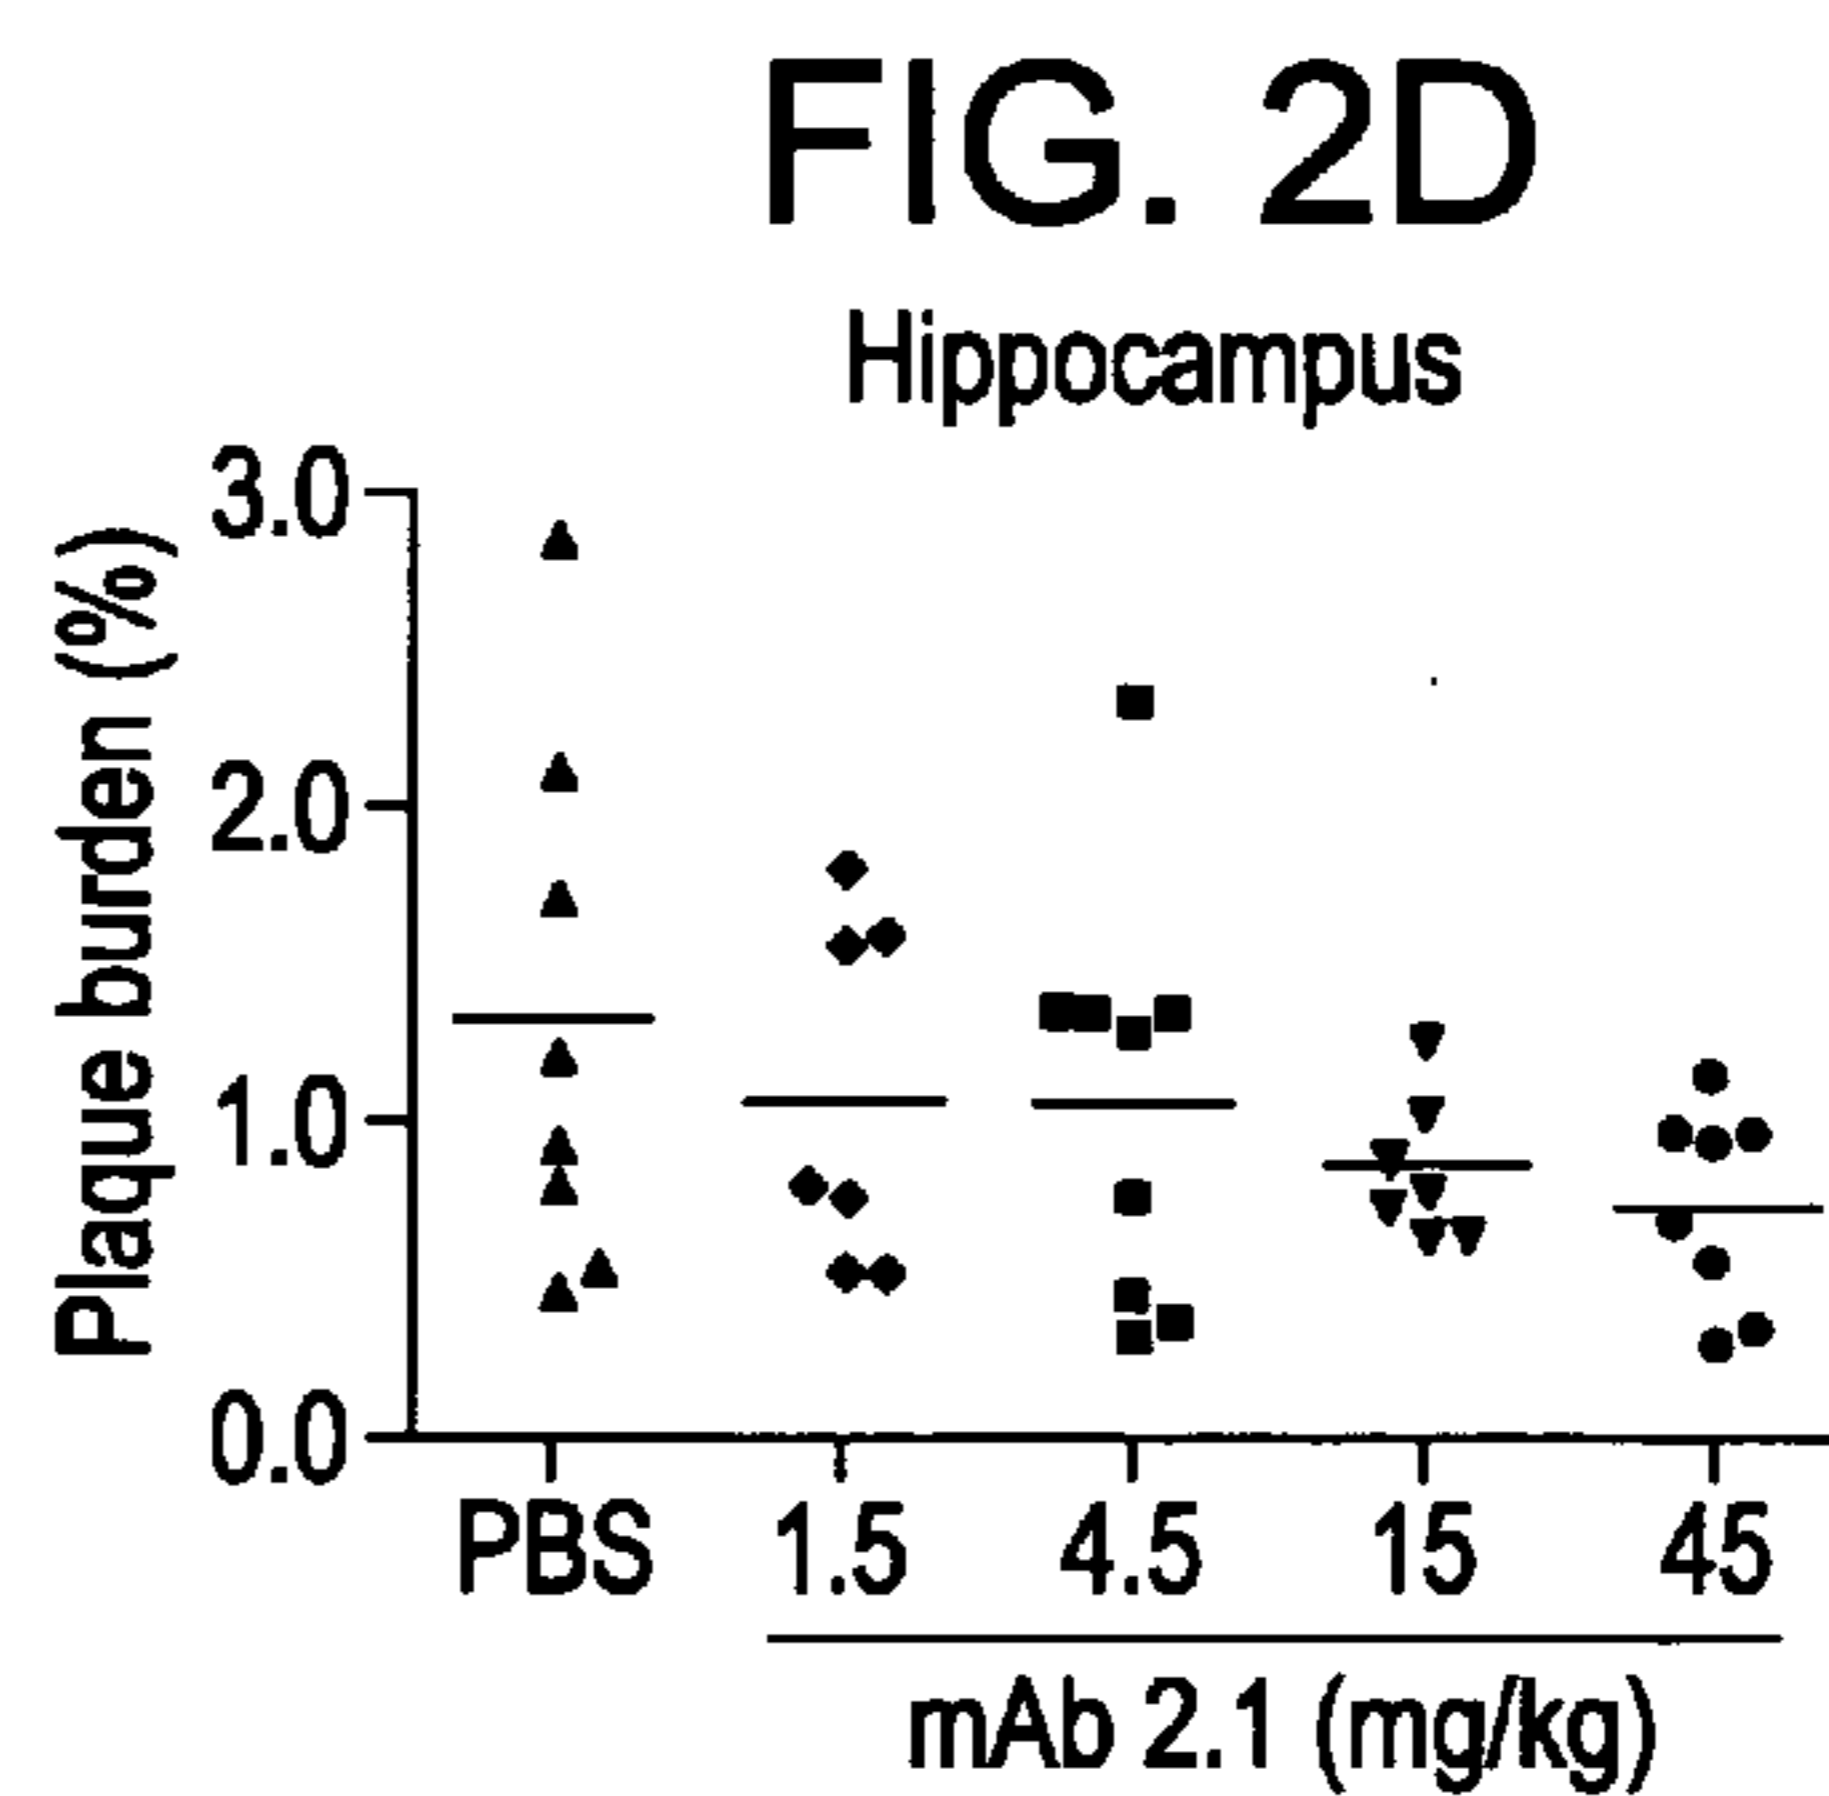 FIG. 2D
Hippocampus
Plaque burden (%)
3.0
2.0
1.0
0.0
PBS 1.5 4.5 15 45
mAb 2.1 (mg/kg)